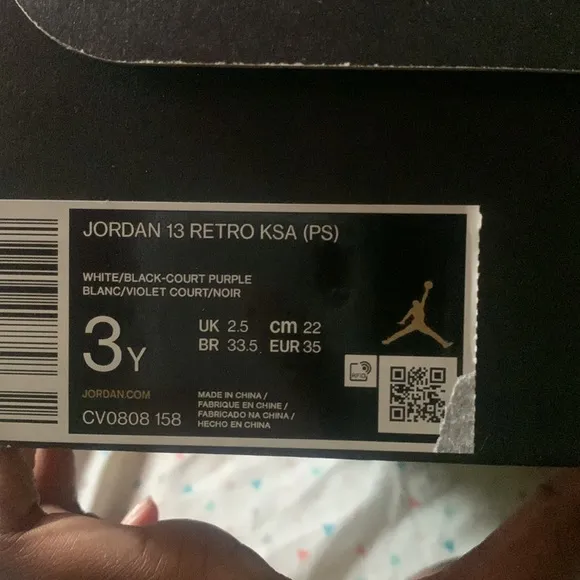 JORDAN 13 RETRO KSA (PS)
WHITE/BLACK-COURT PURPLE
BLANC/VIOLET COURT/NOIR
3Y
UK 2.5 cm 22
BR 33.5 EUR 35
JORDAN.COM
CV0808 158
MADE IN CHINA /
FABRIQUE EN CHINE /
FABRICADO NA CHINA /
HECHO EN CHINA
RFID